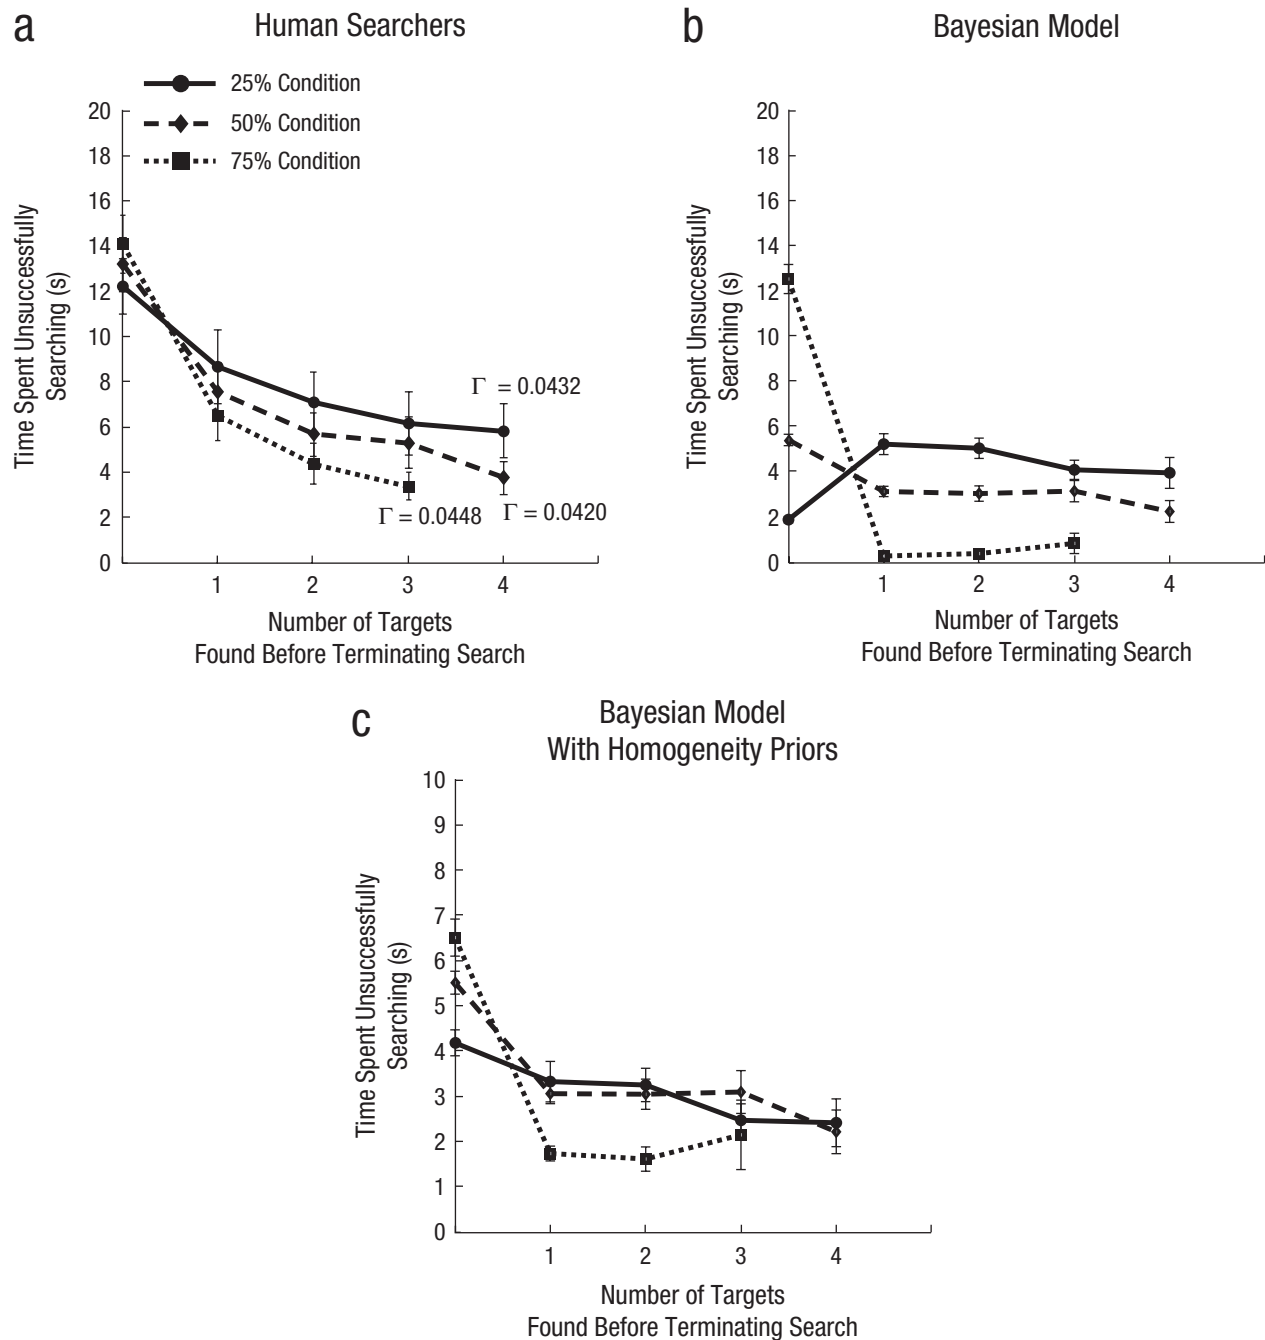 a
Human Searchers
25% Condition
50% Condition
75% Condition
20
18
16
14
12
10
8
6
4
2
0
Time Spent Unsuccessfully
Searching (s)
Γ = 0.0432
Γ = 0.0448
Γ = 0.0420
1 2 3 4
Number of Targets
Found Before Terminating Search
b
Bayesian Model
20
18
16
14
12
10
8
6
4
2
0
Time Spent Unsuccessfully
Searching (s)
1 2 3 4
Number of Targets
Found Before Terminating Search
c
Bayesian Model
With Homogeneity Priors
10
9
8
7
6
5
4
3
2
1
0
Time Spent Unsuccessfully
Searching (s)
1 2 3 4
Number of Targets
Found Before Terminating Search